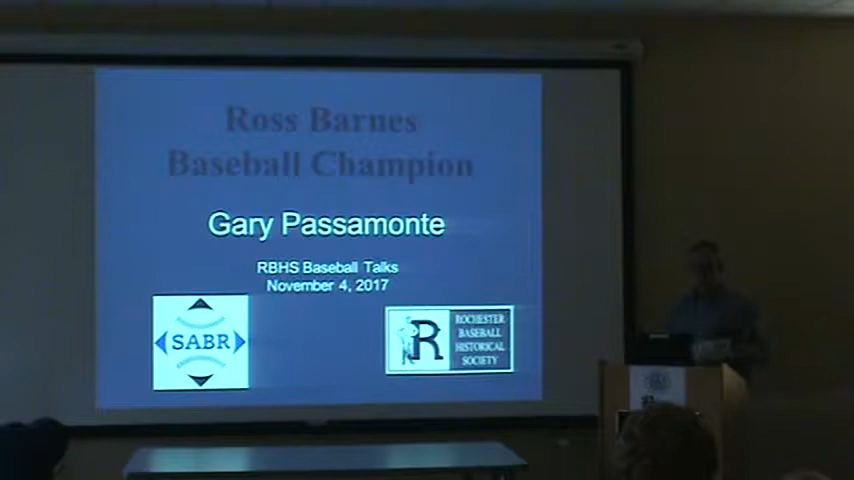 Ross Barnes
Baseball Champion
Gary Passamonte
RBHS Baseball Talks
November 4, 2017
SABR
R
ROCHESTER
BASEBALL
HISTORICAL
SOCIETY